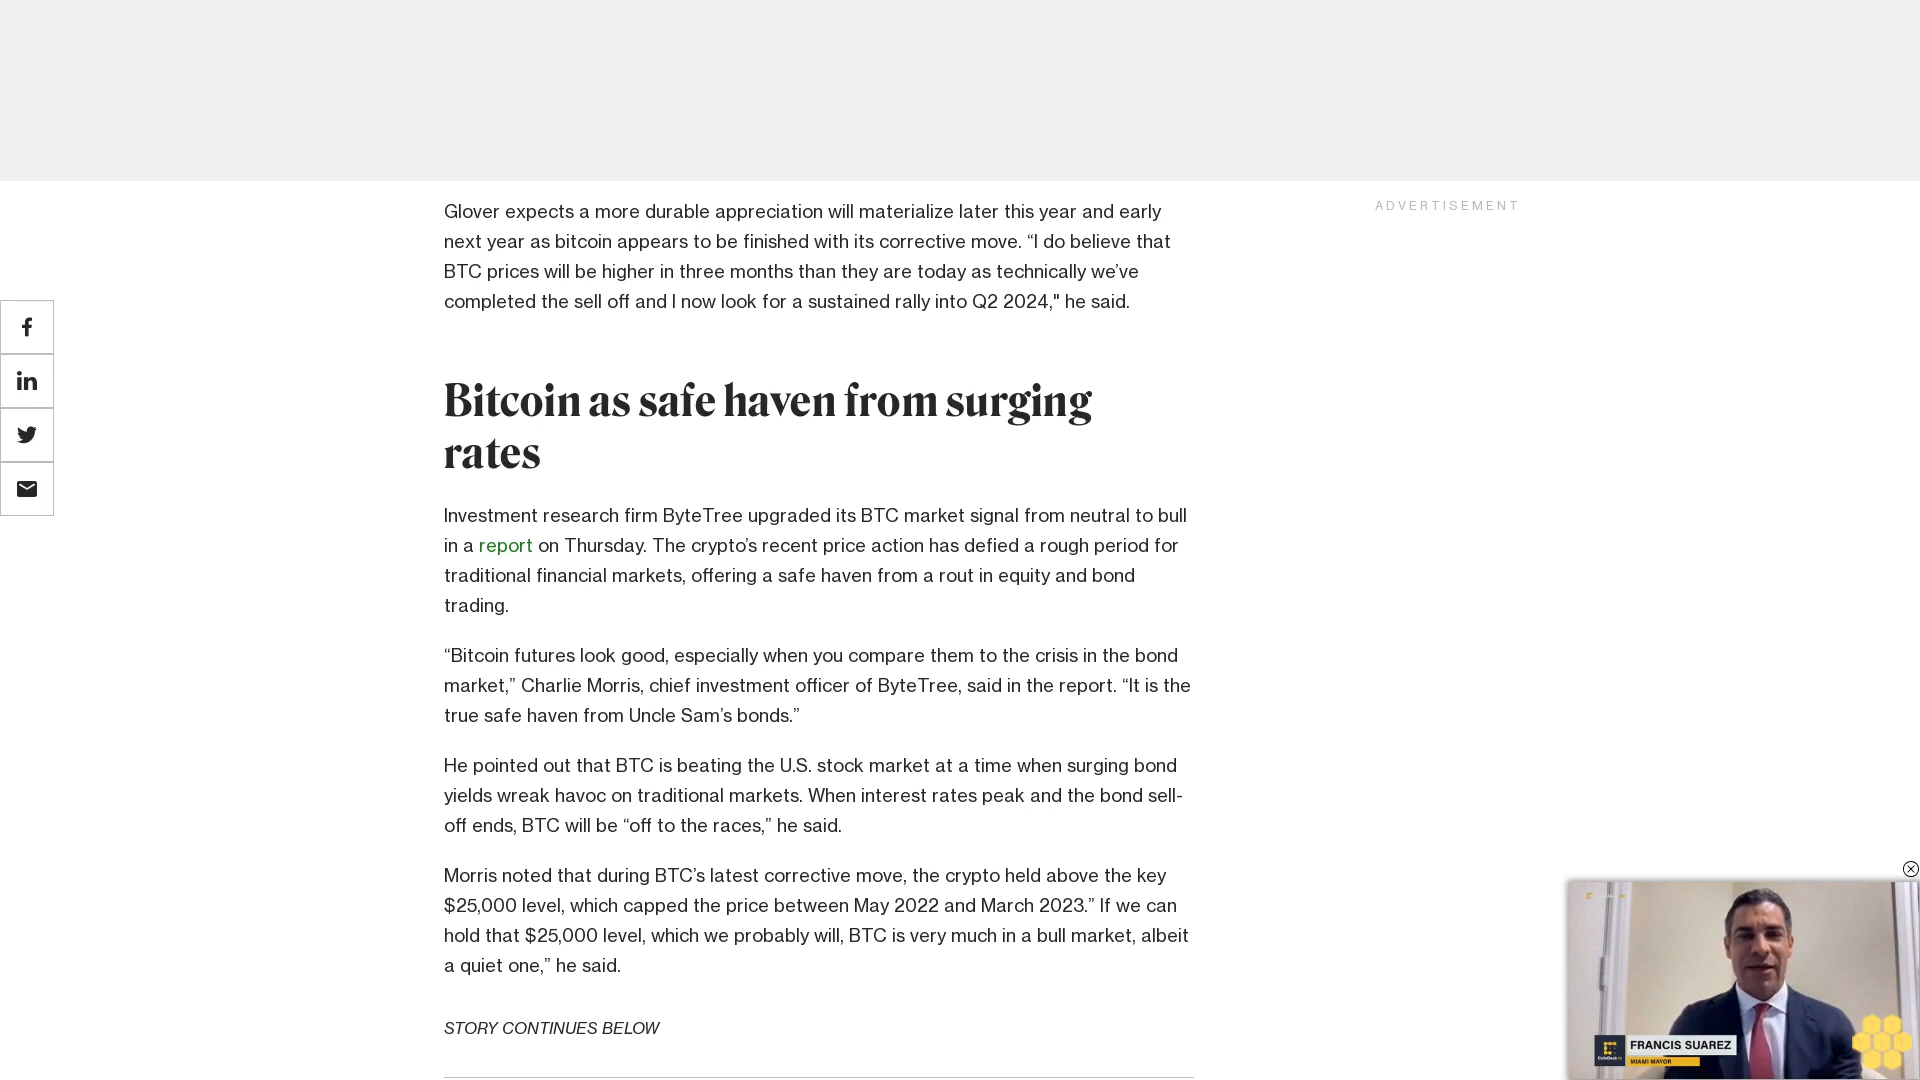 Glover expects a more durable appreciation will materialize later this year and early
next year as bitcoin appears to be finished with its corrective move. “I do believe that
BTC prices will be higher in three months than they are today as technically we’ve
completed the sell off and I now look for a sustained rally into Q2 2024," he said.
ADVERTISEMENT
Bitcoin as safe haven from surging
rates
Investment research firm ByteTree upgraded its BTC market signal from neutral to bull
in a report on Thursday. The crypto’s recent price action has defied a rough period for
traditional financial markets, offering a safe haven from a rout in equity and bond
trading.
“Bitcoin futures look good, especially when you compare them to the crisis in the bond
market,” Charlie Morris, chief investment officer of ByteTree, said in the report. “It is the
true safe haven from Uncle Sam’s bonds.”
He pointed out that BTC is beating the U.S. stock market at a time when surging bond
yields wreak havoc on traditional markets. When interest rates peak and the bond sell-
off ends, BTC will be “off to the races,” he said.
Morris noted that during BTC’s latest corrective move, the crypto held above the key
$25,000 level, which capped the price between May 2022 and March 2023.” If we can
hold that $25,000 level, which we probably will, BTC is very much in a bull market, albeit
a quiet one,” he said.
STORY CONTINUES BELOW
FRANCIS SUAREZ
MIAMI MAYOR